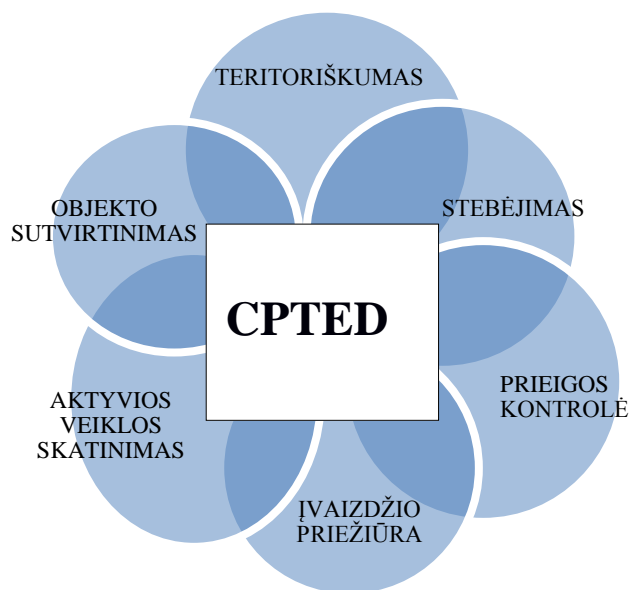 TERITORIŠKUMAS
STEBĖJIMAS
PRIEIGOS
KONTROLĖ
ĮVAIZDŽIO
PRIEŽIŪRA
AKTYVIOS
VEIKLOS
SKATINIMAS
OBJEKTO
SUTVIRTINIMAS
CPTED